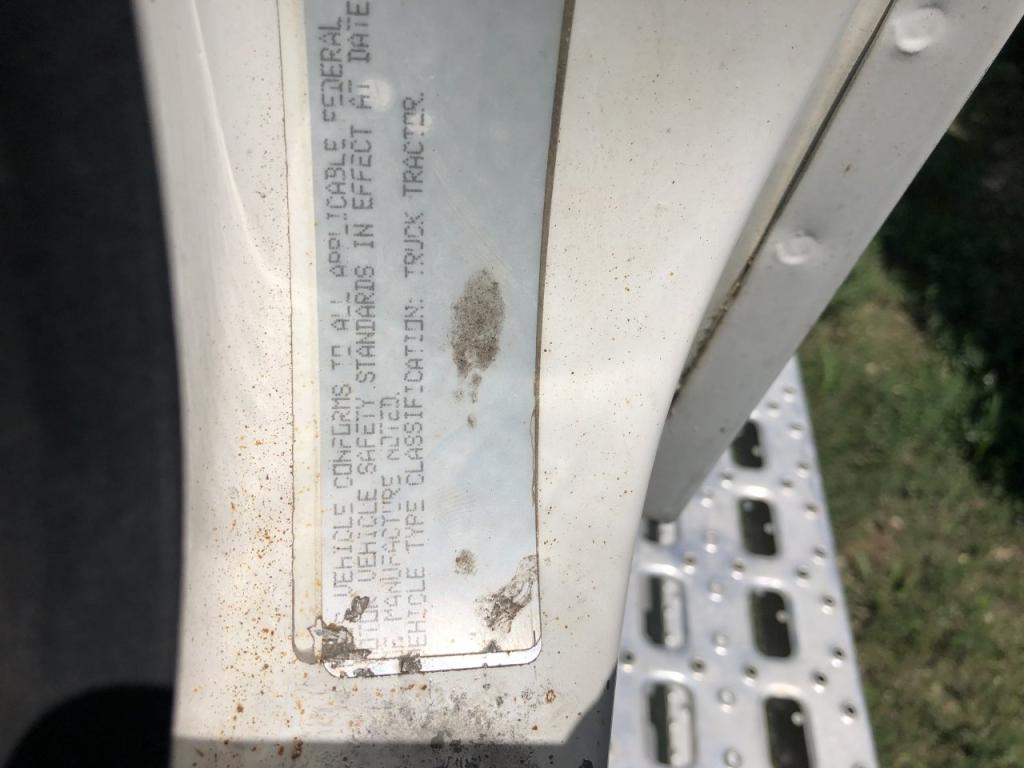 VEHICLE CONFORMS TO ALL APPLICABLE FEDERAL
VEHICLE SAFETY STANDARDS IN EFFECT AT DATE
MANUFACTURE NOTED.
VEHICLE TYPE CLASSIFICATION: TRUCK TRACTOR.